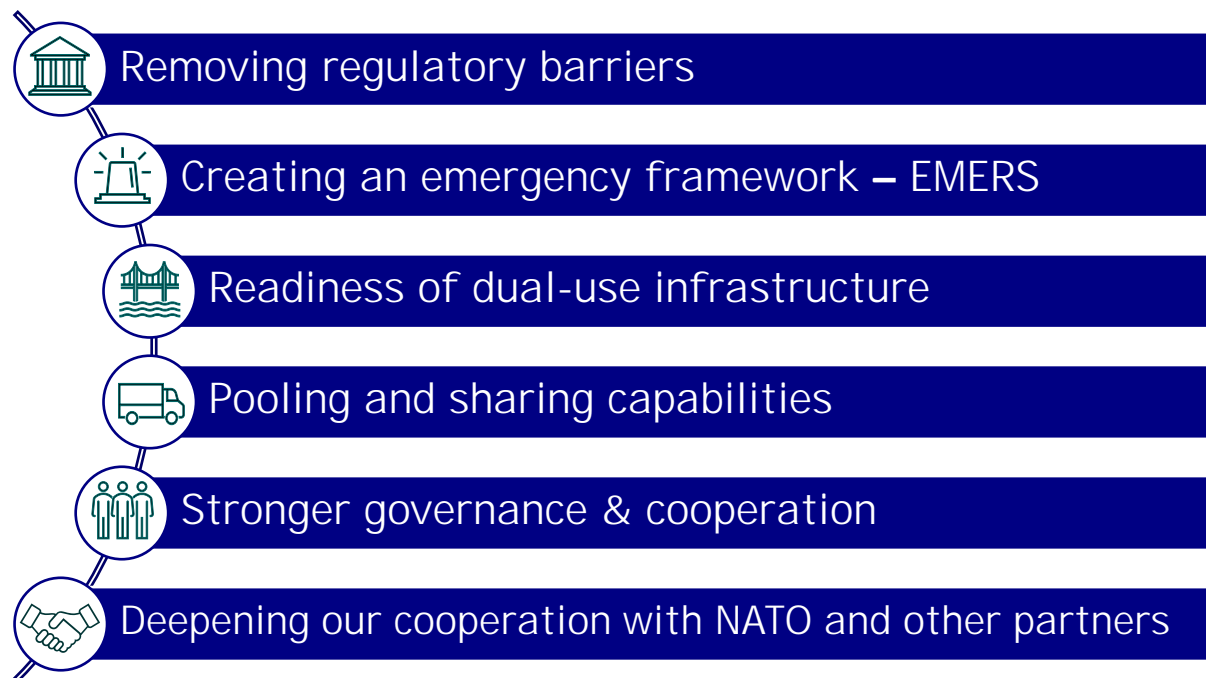 Removing regulatory barriers
Creating an emergency framework – EMERS
Readiness of dual-use infrastructure
Pooling and sharing capabilities
Stronger governance & cooperation
Deepening our cooperation with NATO and other partners